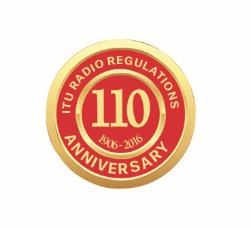 ITU RADIO REGULATIONS
110
1906-2016
ANNIVERSARY